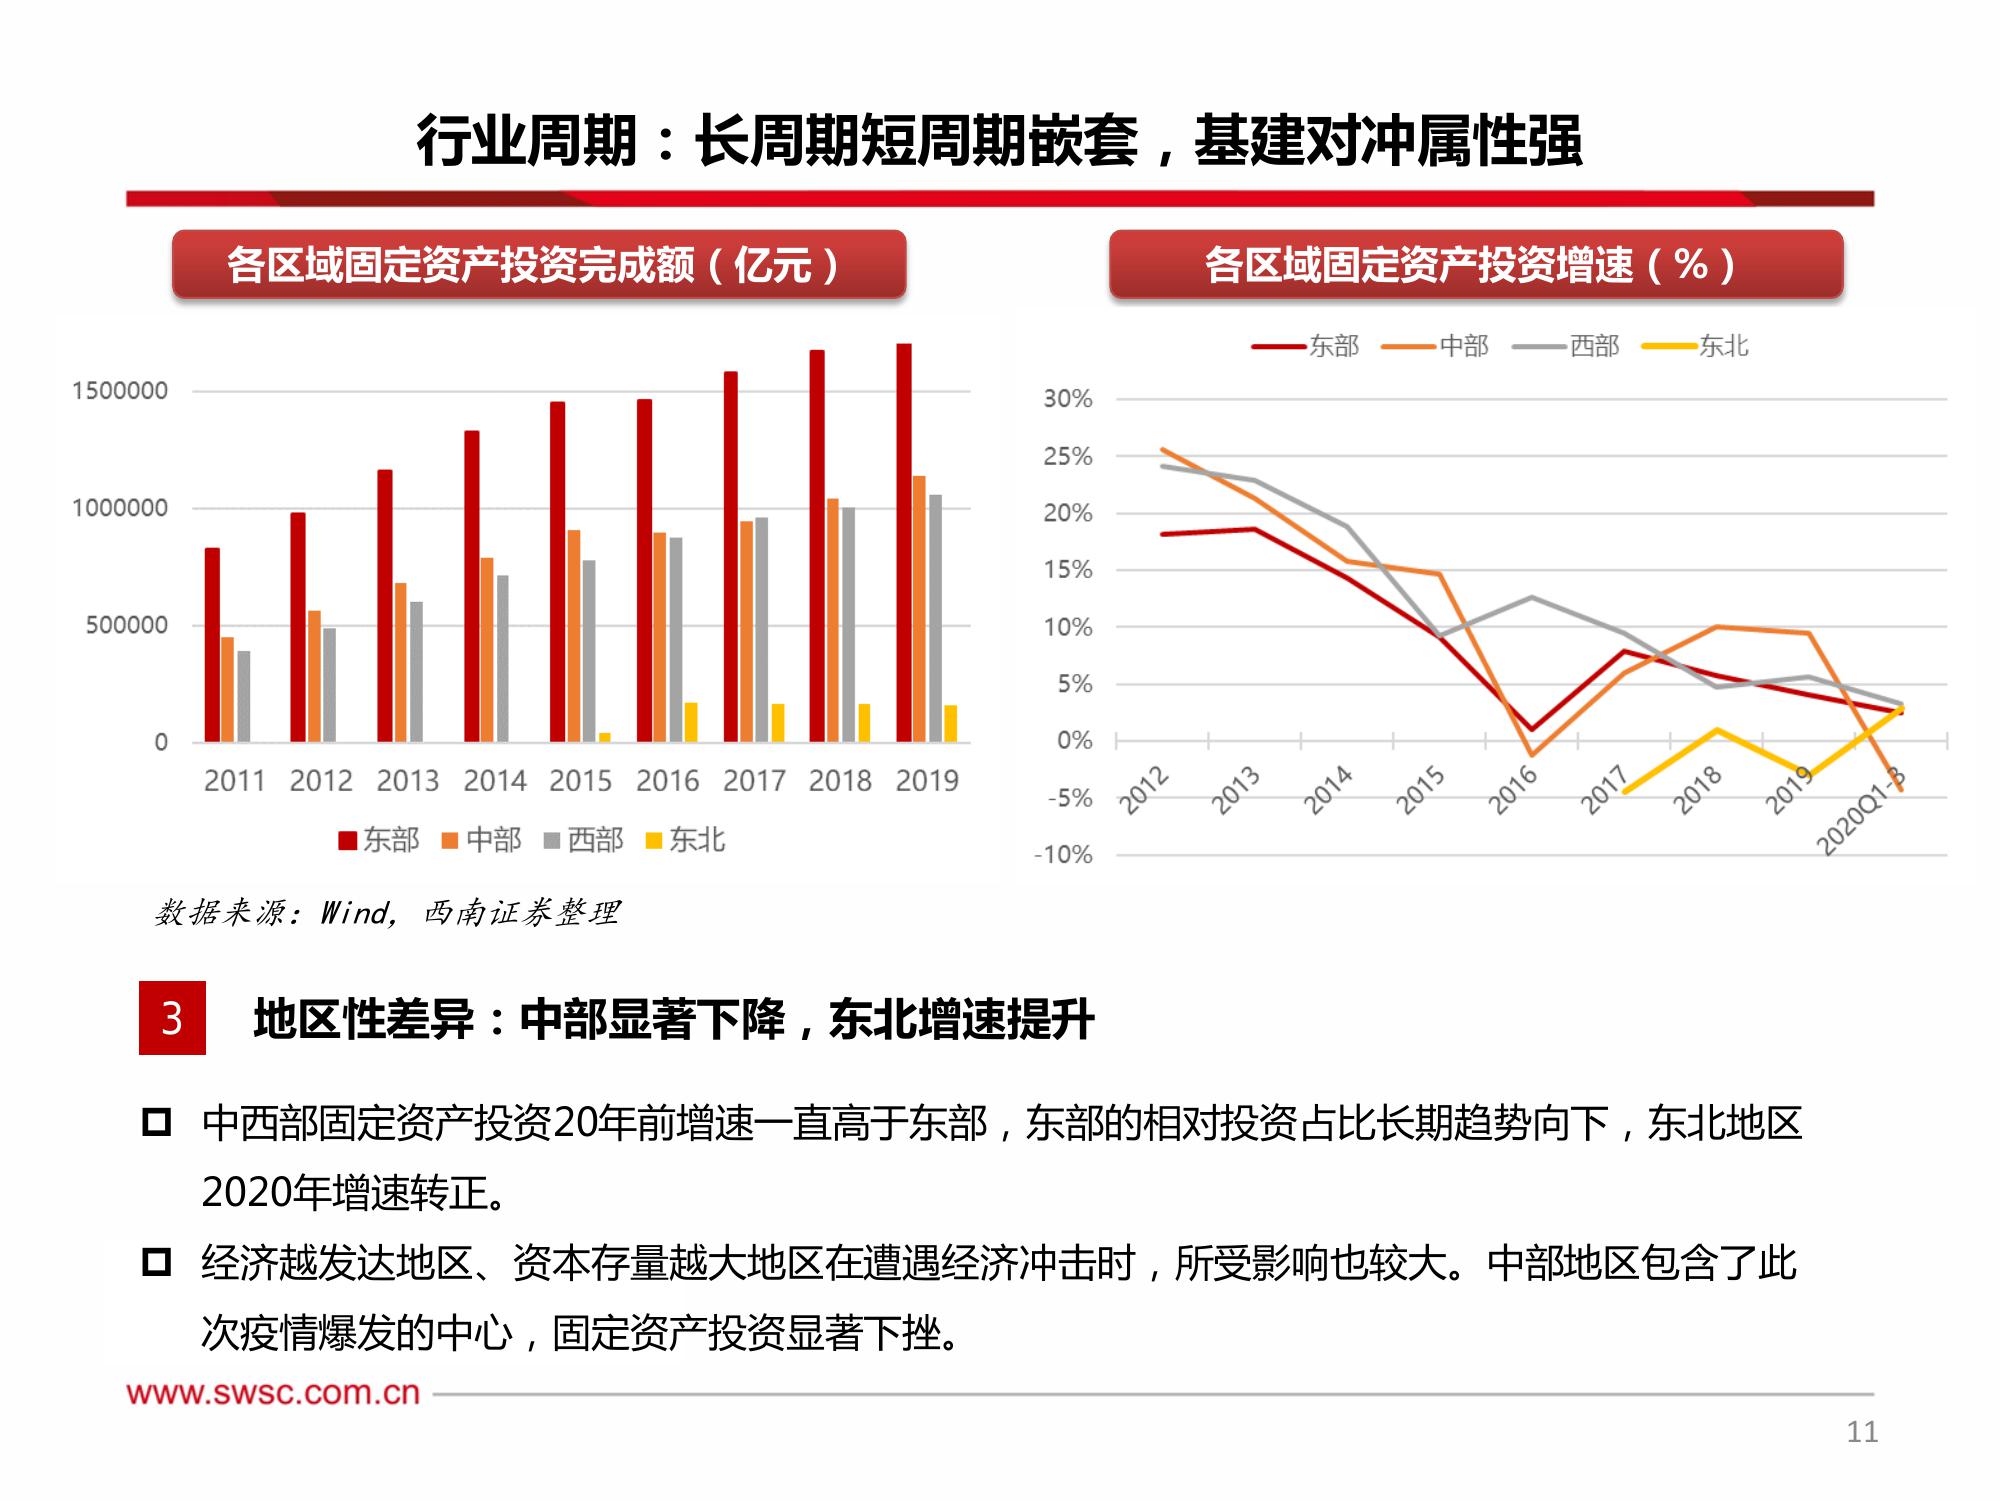 行业周期：长周期短周期嵌套，基建对冲属性强
各区域固定资产投资完成额（亿元）
1500000
1000000
500000
0
2011 2012 2013 2014 2015 2016 2017 2018 2019
东部 中部 西部 东北
各区域固定资产投资增速（%）
东部 中部 西部 东北
30%
25%
20%
15%
10%
5%
0%
-5%
-10%
2012 2013 2014 2015 2016 2017 2018 2019 2020Q1-3
数据来源：Wind，西南证券整理
3 地区性差异：中部显著下降，东北增速提升
中西部固定资产投资20年前增速一直高于东部，东部的相对投资占比长期趋势向下，东北地区
2020年增速转正。
经济越发达地区、资本存量越大地区在遭遇经济冲击时，所受影响也较大。中部地区包含了此
次疫情爆发的中心，固定资产投资显著下挫。
www.swsc.com.cn
11